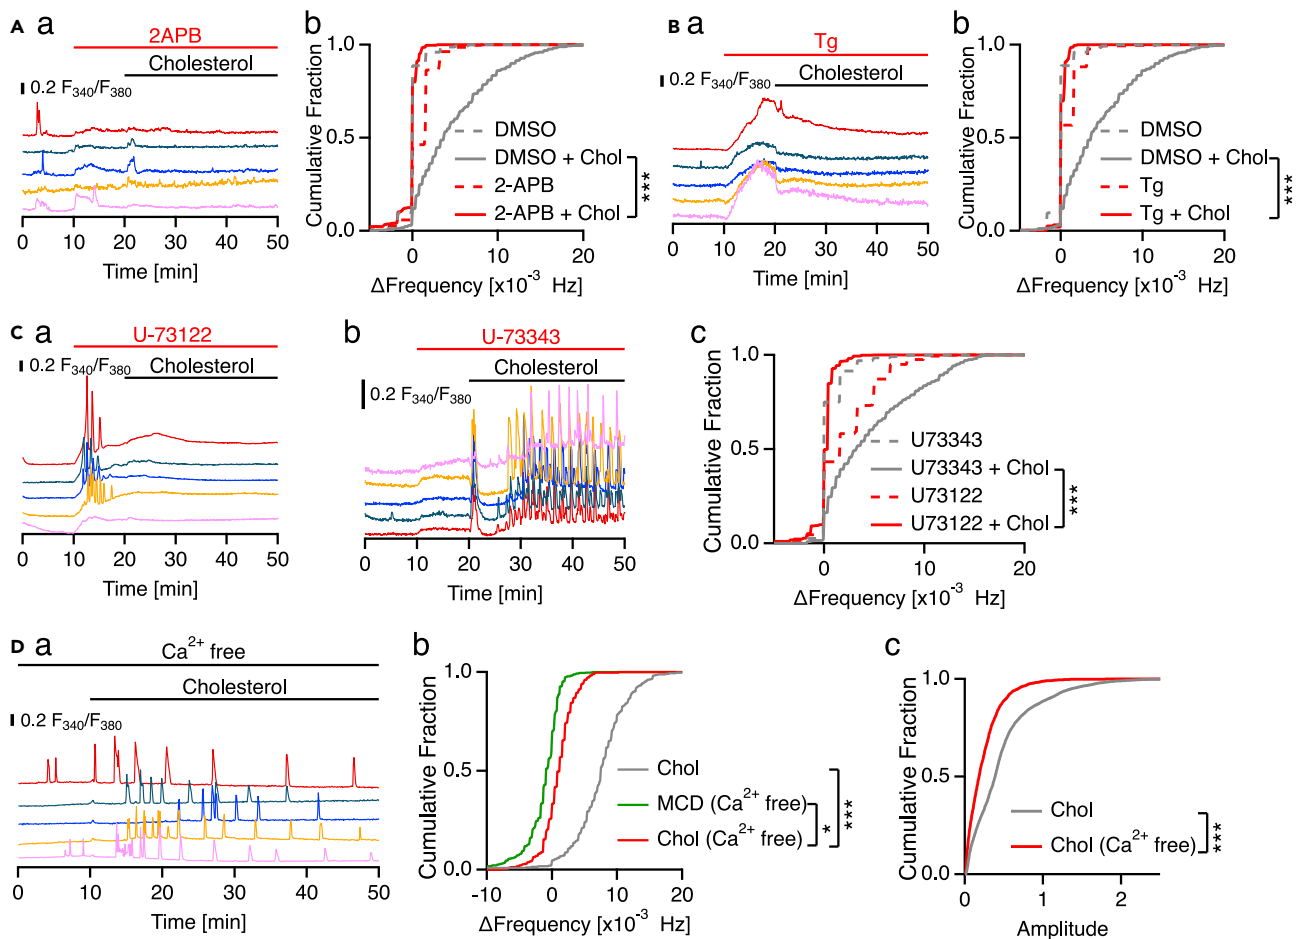 A a
2APB
Cholesterol
0.2 F340/F380
0 10 20 30 40 50
Time [min]
b
Cumulative Fraction
1.0
0.5
0.0
DMSO
DMSO + Chol
2-APB
2-APB + Chol
***
0 10 20
ΔFrequency [x10-3 Hz]
B a
Tg
Cholesterol
0.2 F340/F380
0 10 20 30 40 50
Time [min]
b
Cumulative Fraction
1.0
0.5
0.0
DMSO
DMSO + Chol
Tg
Tg + Chol
***
0 10 20
ΔFrequency [x10-3 Hz]
C a
U-73122
Cholesterol
0.2 F340/F380
0 10 20 30 40 50
Time [min]
b
U-73343
Cholesterol
0.2 F340/F380
0 10 20 30 40 50
Time [min]
c
Cumulative Fraction
1.0
0.5
0.0
U73343
U73343 + Chol
U73122
U73122 + Chol
***
0 10 20
ΔFrequency [x10-3 Hz]
D a
Ca2+ free
Cholesterol
0.2 F340/F380
0 10 20 30 40 50
Time [min]
b
Cumulative Fraction
1.0
0.5
0.0
Chol
MCD (Ca2+ free)
Chol (Ca2+ free)
*
***
-10 0 10 20
ΔFrequency [x10-3 Hz]
c
Cumulative Fraction
1.0
0.5
0.0
Chol
Chol (Ca2+ free)
***
0 1 2
Amplitude